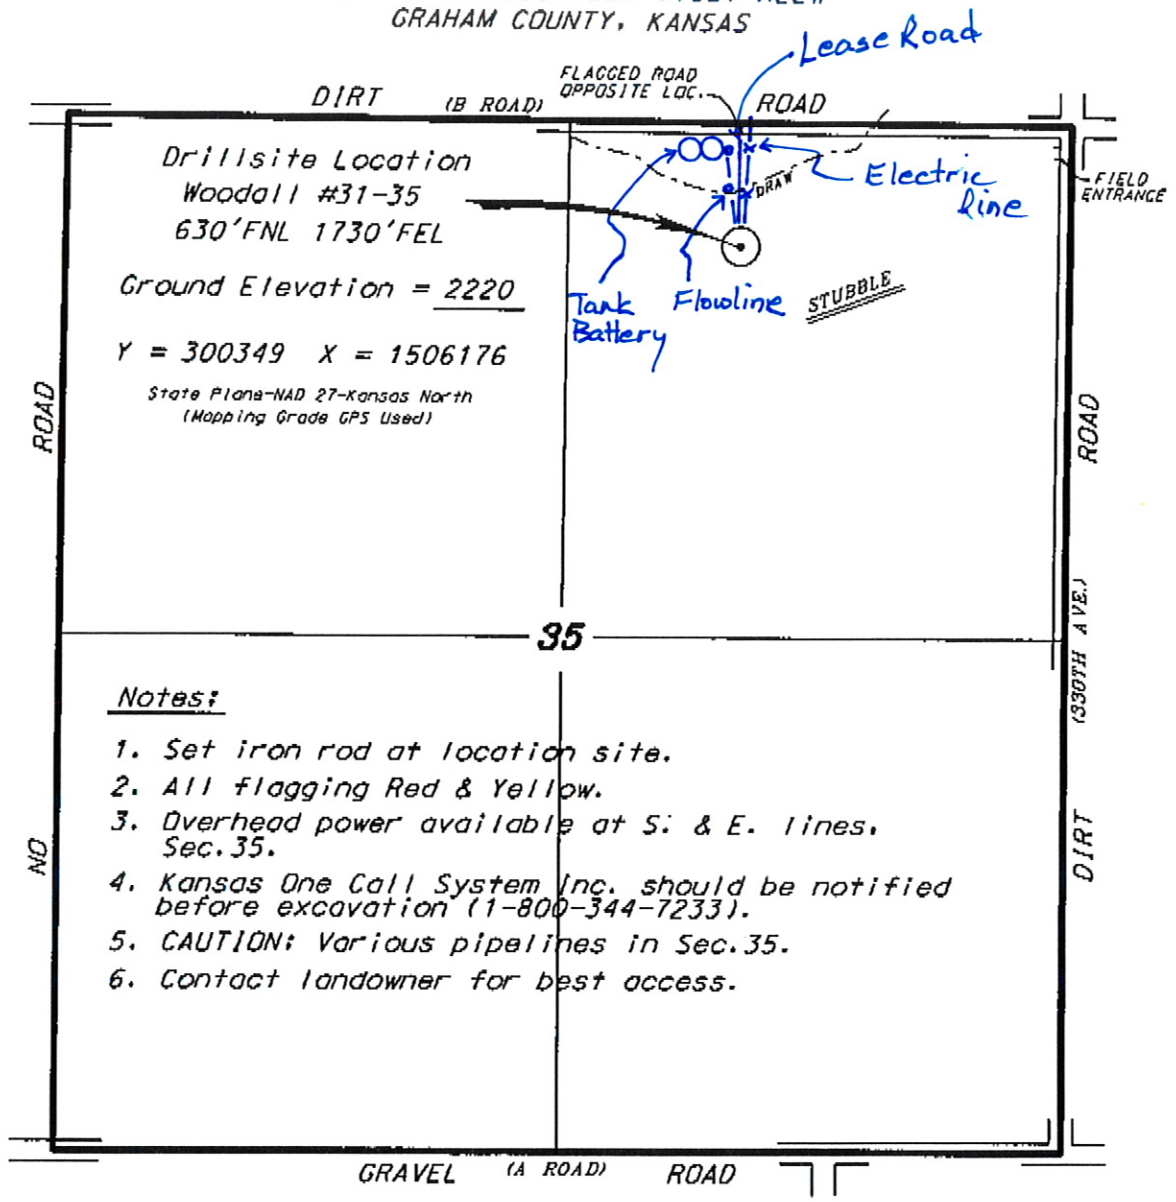 GRAHAM COUNTY, KANSAS
Lease Road
FLAGGED ROAD
OPPOSITE LOC.
DIRT (B ROAD) ROAD
Drillsite Location
Woodall #31-35
630'FNL 1730'FEL
Ground Elevation = 2220
Y = 300349 X = 1506176
State Plane-NAD 27-Kansas North
(Mapping Grade GPS Used)
DRAW
Electric
line
FIELD
ENTRANCE
Tank
Battery
Flowline
STUBBLE
NO ROAD
35
DIRT (330TH AVE.) ROAD
Notes:
1. Set iron rod at location site.
2. All flagging Red & Yellow.
3. Overhead power available at S. & E. lines.
Sec.35.
4. Kansas One Call System Inc. should be notified
before excavation (1-800-344-7233).
5. CAUTION: Various pipelines in Sec.35.
6. Contact landowner for best access.
GRAVEL (A ROAD) ROAD